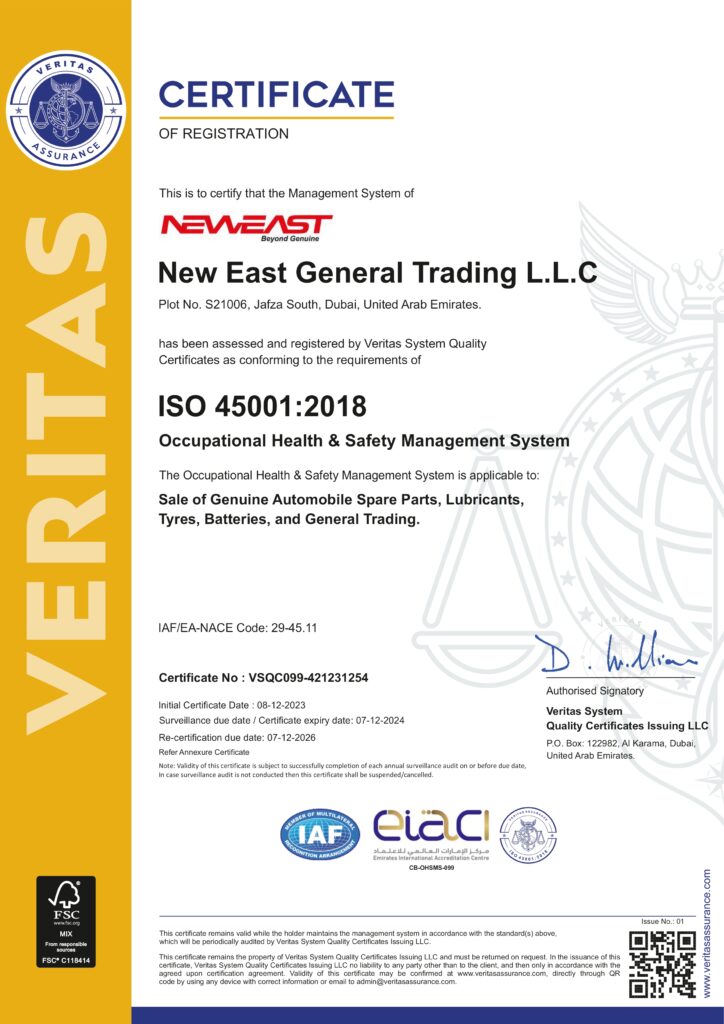 VERITAS
ASSURANCE
VERITAS
CERTIFICATE
OF REGISTRATION
This is to certify that the Management System of
NEWEAST
Beyond Genuine
New East General Trading L.L.C
Plot No. S21006, Jafza South, Dubai, United Arab Emirates.
has been assessed and registered by Veritas System Quality
Certificates as conforming to the requirements of
ISO 45001:2018
Occupational Health & Safety Management System
The Occupational Health & Safety Management System is applicable to:
Sale of Genuine Automobile Spare Parts, Lubricants,
Tyres, Batteries, and General Trading.
IAF/EA-NACE Code: 29-45.11
Certificate No : VSQC099-421231254
Initial Certificate Date : 08-12-2023
Surveillance due date / Certificate expiry date: 07-12-2024
Re-certification due date: 07-12-2026
Refer Annexure Certificate
Note: Validity of this certificate is subject to successfully completion of each annual surveillance audit on or before due date,
In case surveillance audit is not conducted then this certificate shall be suspended/cancelled.
D. William
Authorised Signatory
Veritas System
Quality Certificates Issuing LLC
P.O. Box: 122982, Al Karama, Dubai,
United Arab Emirates.
MEMBER OF MULTILATERAL
IAF
RECOGNITION ARRANGEMENT
eiaci
مركز الإمارات العالمي للاعتماد
Emirates International Accreditation Centre
CB-OHSMS-099
VERITAS ASSURANCE
ISO 45001:2018
FSC
www.fsc.org
MIX
From responsible
sources
FSC® C118414
Issue No.: 01
This certificate remains valid while the holder maintains the management system in accordance with the standard(s) above,
which will be periodically audited by Veritas System Quality Certificates Issuing LLC.
This certificate remains the property of Veritas System Quality Certificates Issuing LLC and must be returned on request. In the issuance of this
certificate, Veritas System Quality Certificates Issuing LLC no liability to any party other than to the client, and then only in accordance with the
agreed upon certification agreement. Validity of this certificate may be confirmed at www.veritasassurance.com, directly through QR
code by using any device with correct information or email to admin@veritasassurance.com.
www.veritasassurance.com